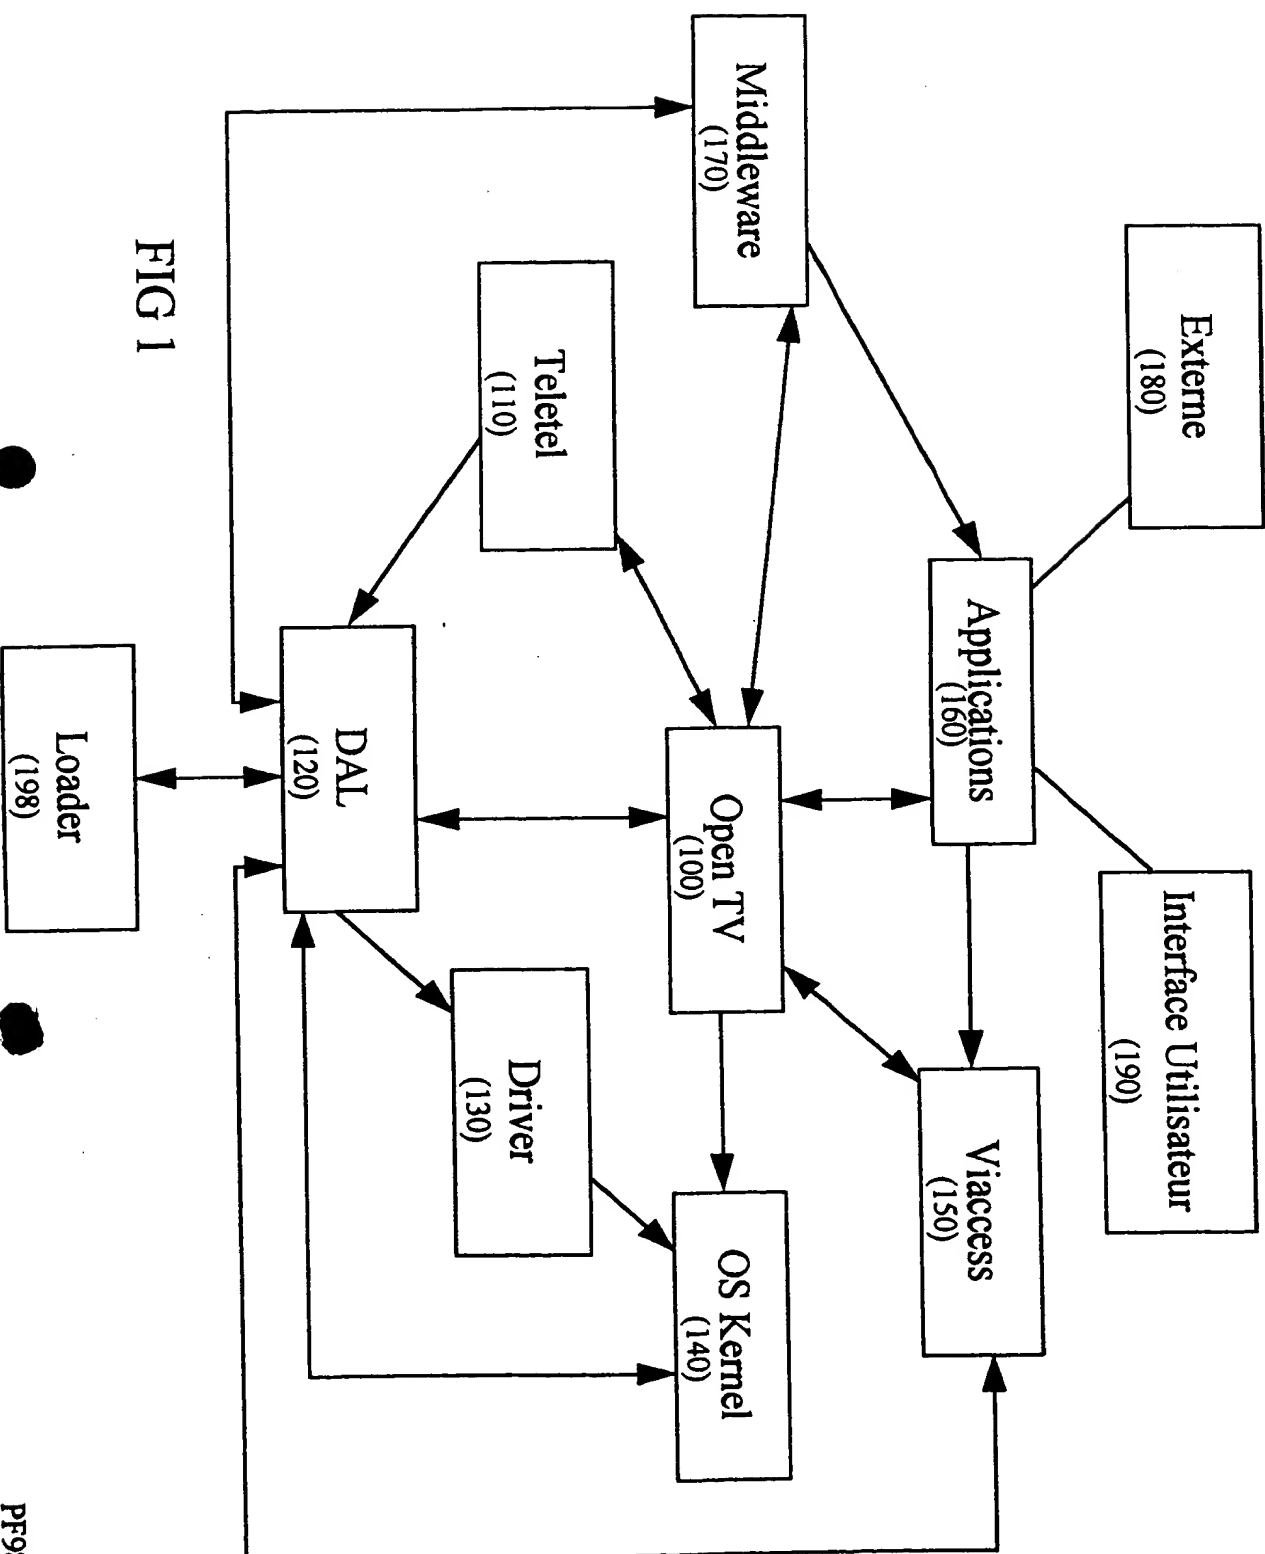 Externe
(180)
Interface Utilisateur
(190)
Applications
(160)
Viaccess
(150)
Middleware
(170)
Open TV
(100)
OS Kernel
(140)
Teletel
(110)
Driver
(130)
DAL
(120)
Loader
(198)
FIG 1